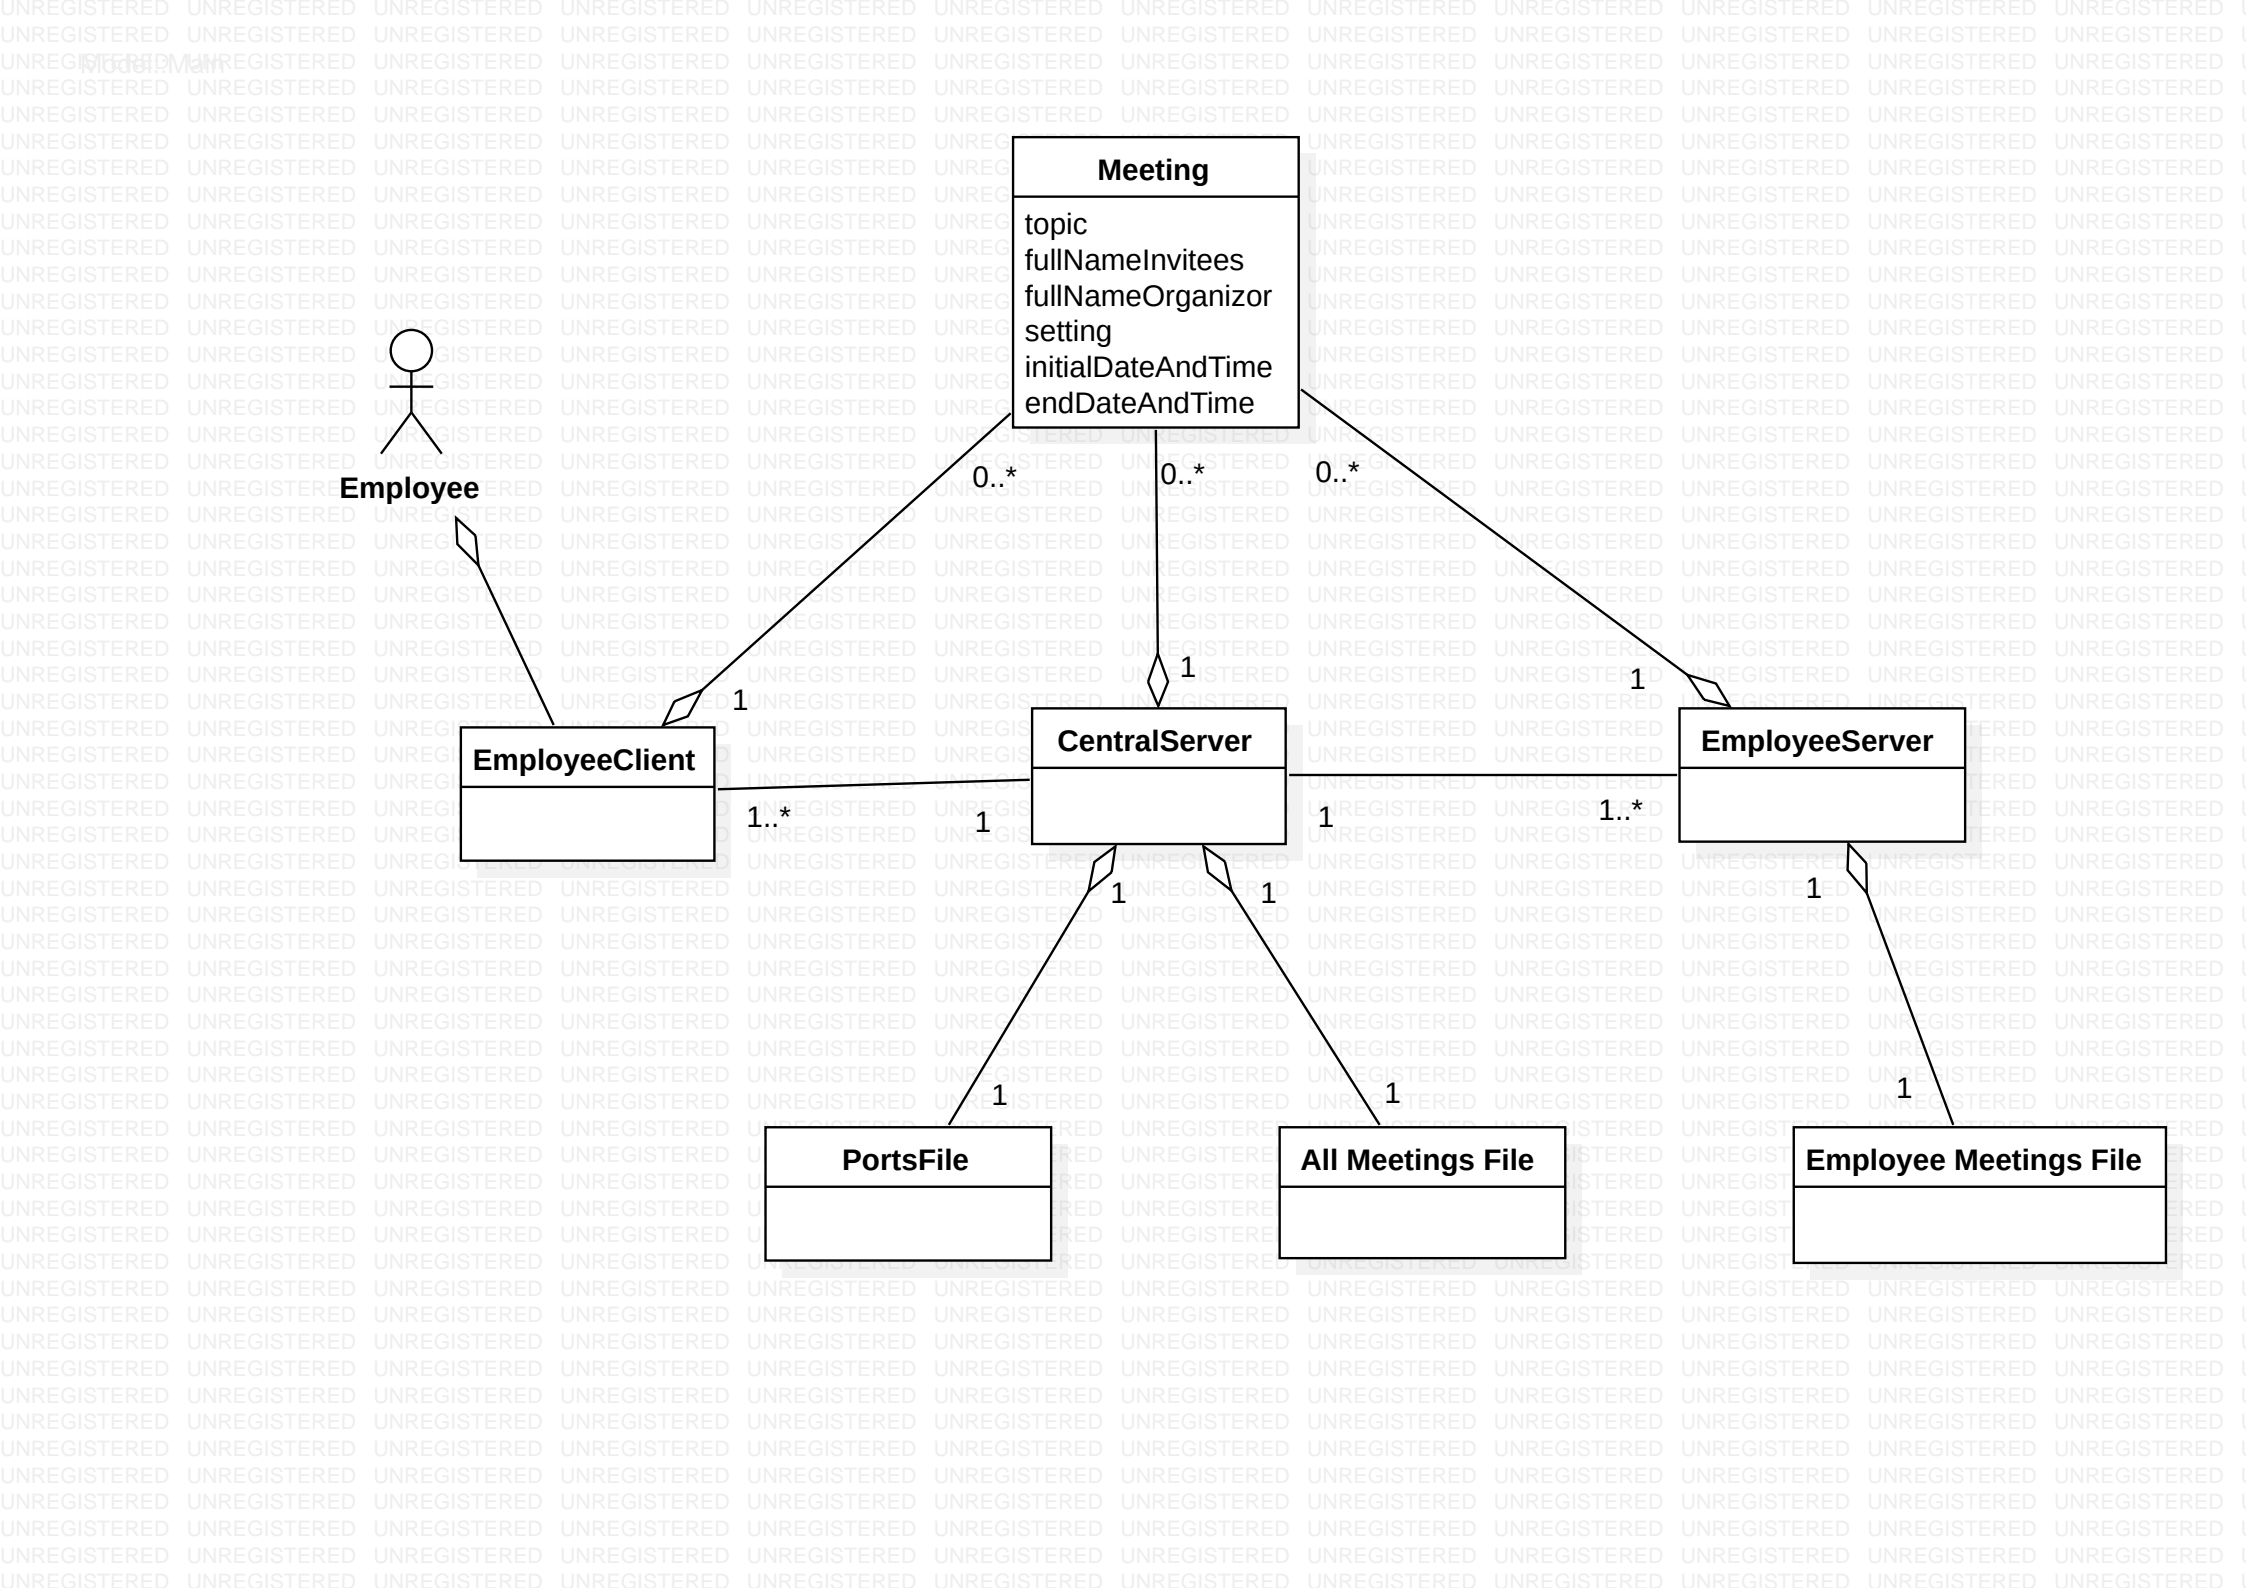 Model::Main
Meeting
topic
fullNameInvitees
fullNameOrganizor
setting
initialDateAndTime
endDateAndTime
Employee
0..*
0..*
0..*
1
1
1
EmployeeClient
CentralServer
EmployeeServer
1..*
1
1
1..*
1
1
1
1
1
1
PortsFile
All Meetings File
Employee Meetings File